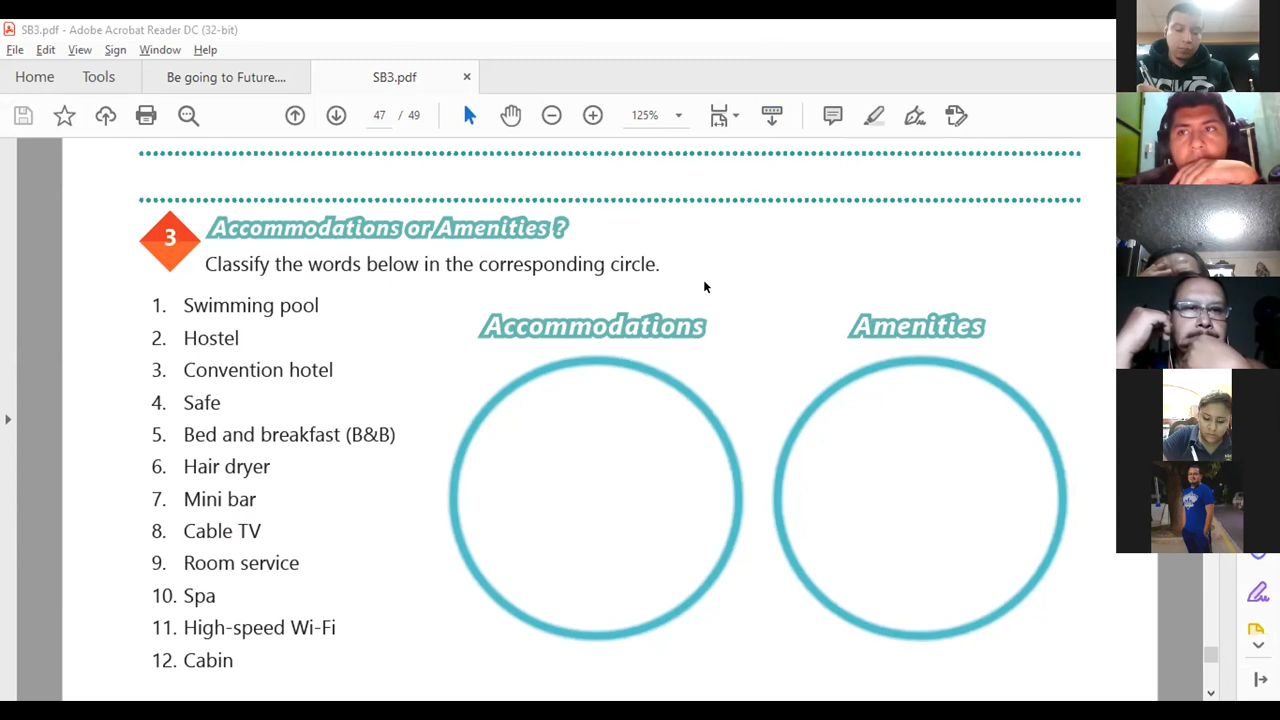 SB3.pdf - Adobe Acrobat Reader DC (32-bit)
File Edit View Sign Window Help
Home Tools Be going to Future.... SB3.pdf ×
47 / 49 125%
3 Accommodations or Amenities ?
Classify the words below in the corresponding circle.
1. Swimming pool
2. Hostel
3. Convention hotel
4. Safe
5. Bed and breakfast (B&B)
6. Hair dryer
7. Mini bar
8. Cable TV
9. Room service
10. Spa
11. High-speed Wi-Fi
12. Cabin
Accommodations
Amenities